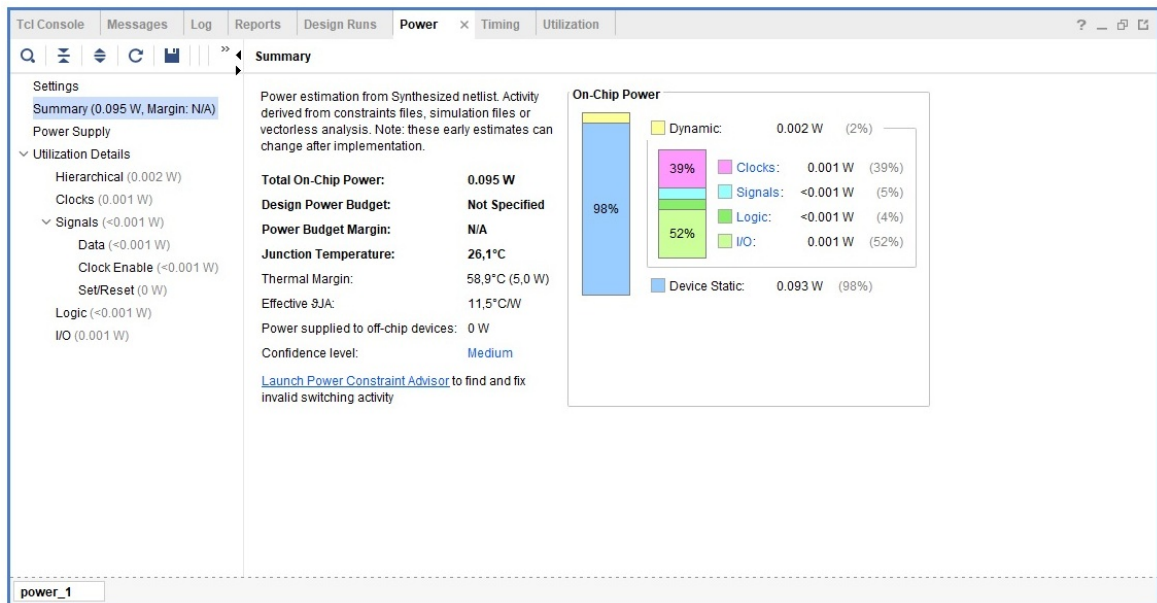 Tcl Console Messages Log Reports Design Runs Power × Timing Utilization ?
»
Summary
Settings
Summary (0.095 W, Margin: N/A)
Power Supply
Utilization Details
Hierarchical (0.002 W)
Clocks (0.001 W)
Signals (<0.001 W)
Data (<0.001 W)
Clock Enable (<0.001 W)
Set/Reset (0 W)
Logic (<0.001 W)
I/O (0.001 W)
Power estimation from Synthesized netlist. Activity
derived from constraints files, simulation files or
vectorless analysis. Note: these early estimates can
change after implementation.
Total On-Chip Power: 0.095 W
Design Power Budget: Not Specified
Power Budget Margin: N/A
Junction Temperature: 26,1°C
Thermal Margin: 58,9°C (5,0 W)
Effective ϑJA: 11,5°C/W
Power supplied to off-chip devices: 0 W
Confidence level: Medium
Launch Power Constraint Advisor to find and fix
invalid switching activity
On-Chip Power
Dynamic: 0.002 W (2%)
39% Clocks: 0.001 W (39%)
Signals: <0.001 W (5%)
98% Logic: <0.001 W (4%)
52% I/O: 0.001 W (52%)
Device Static: 0.093 W (98%)
power_1